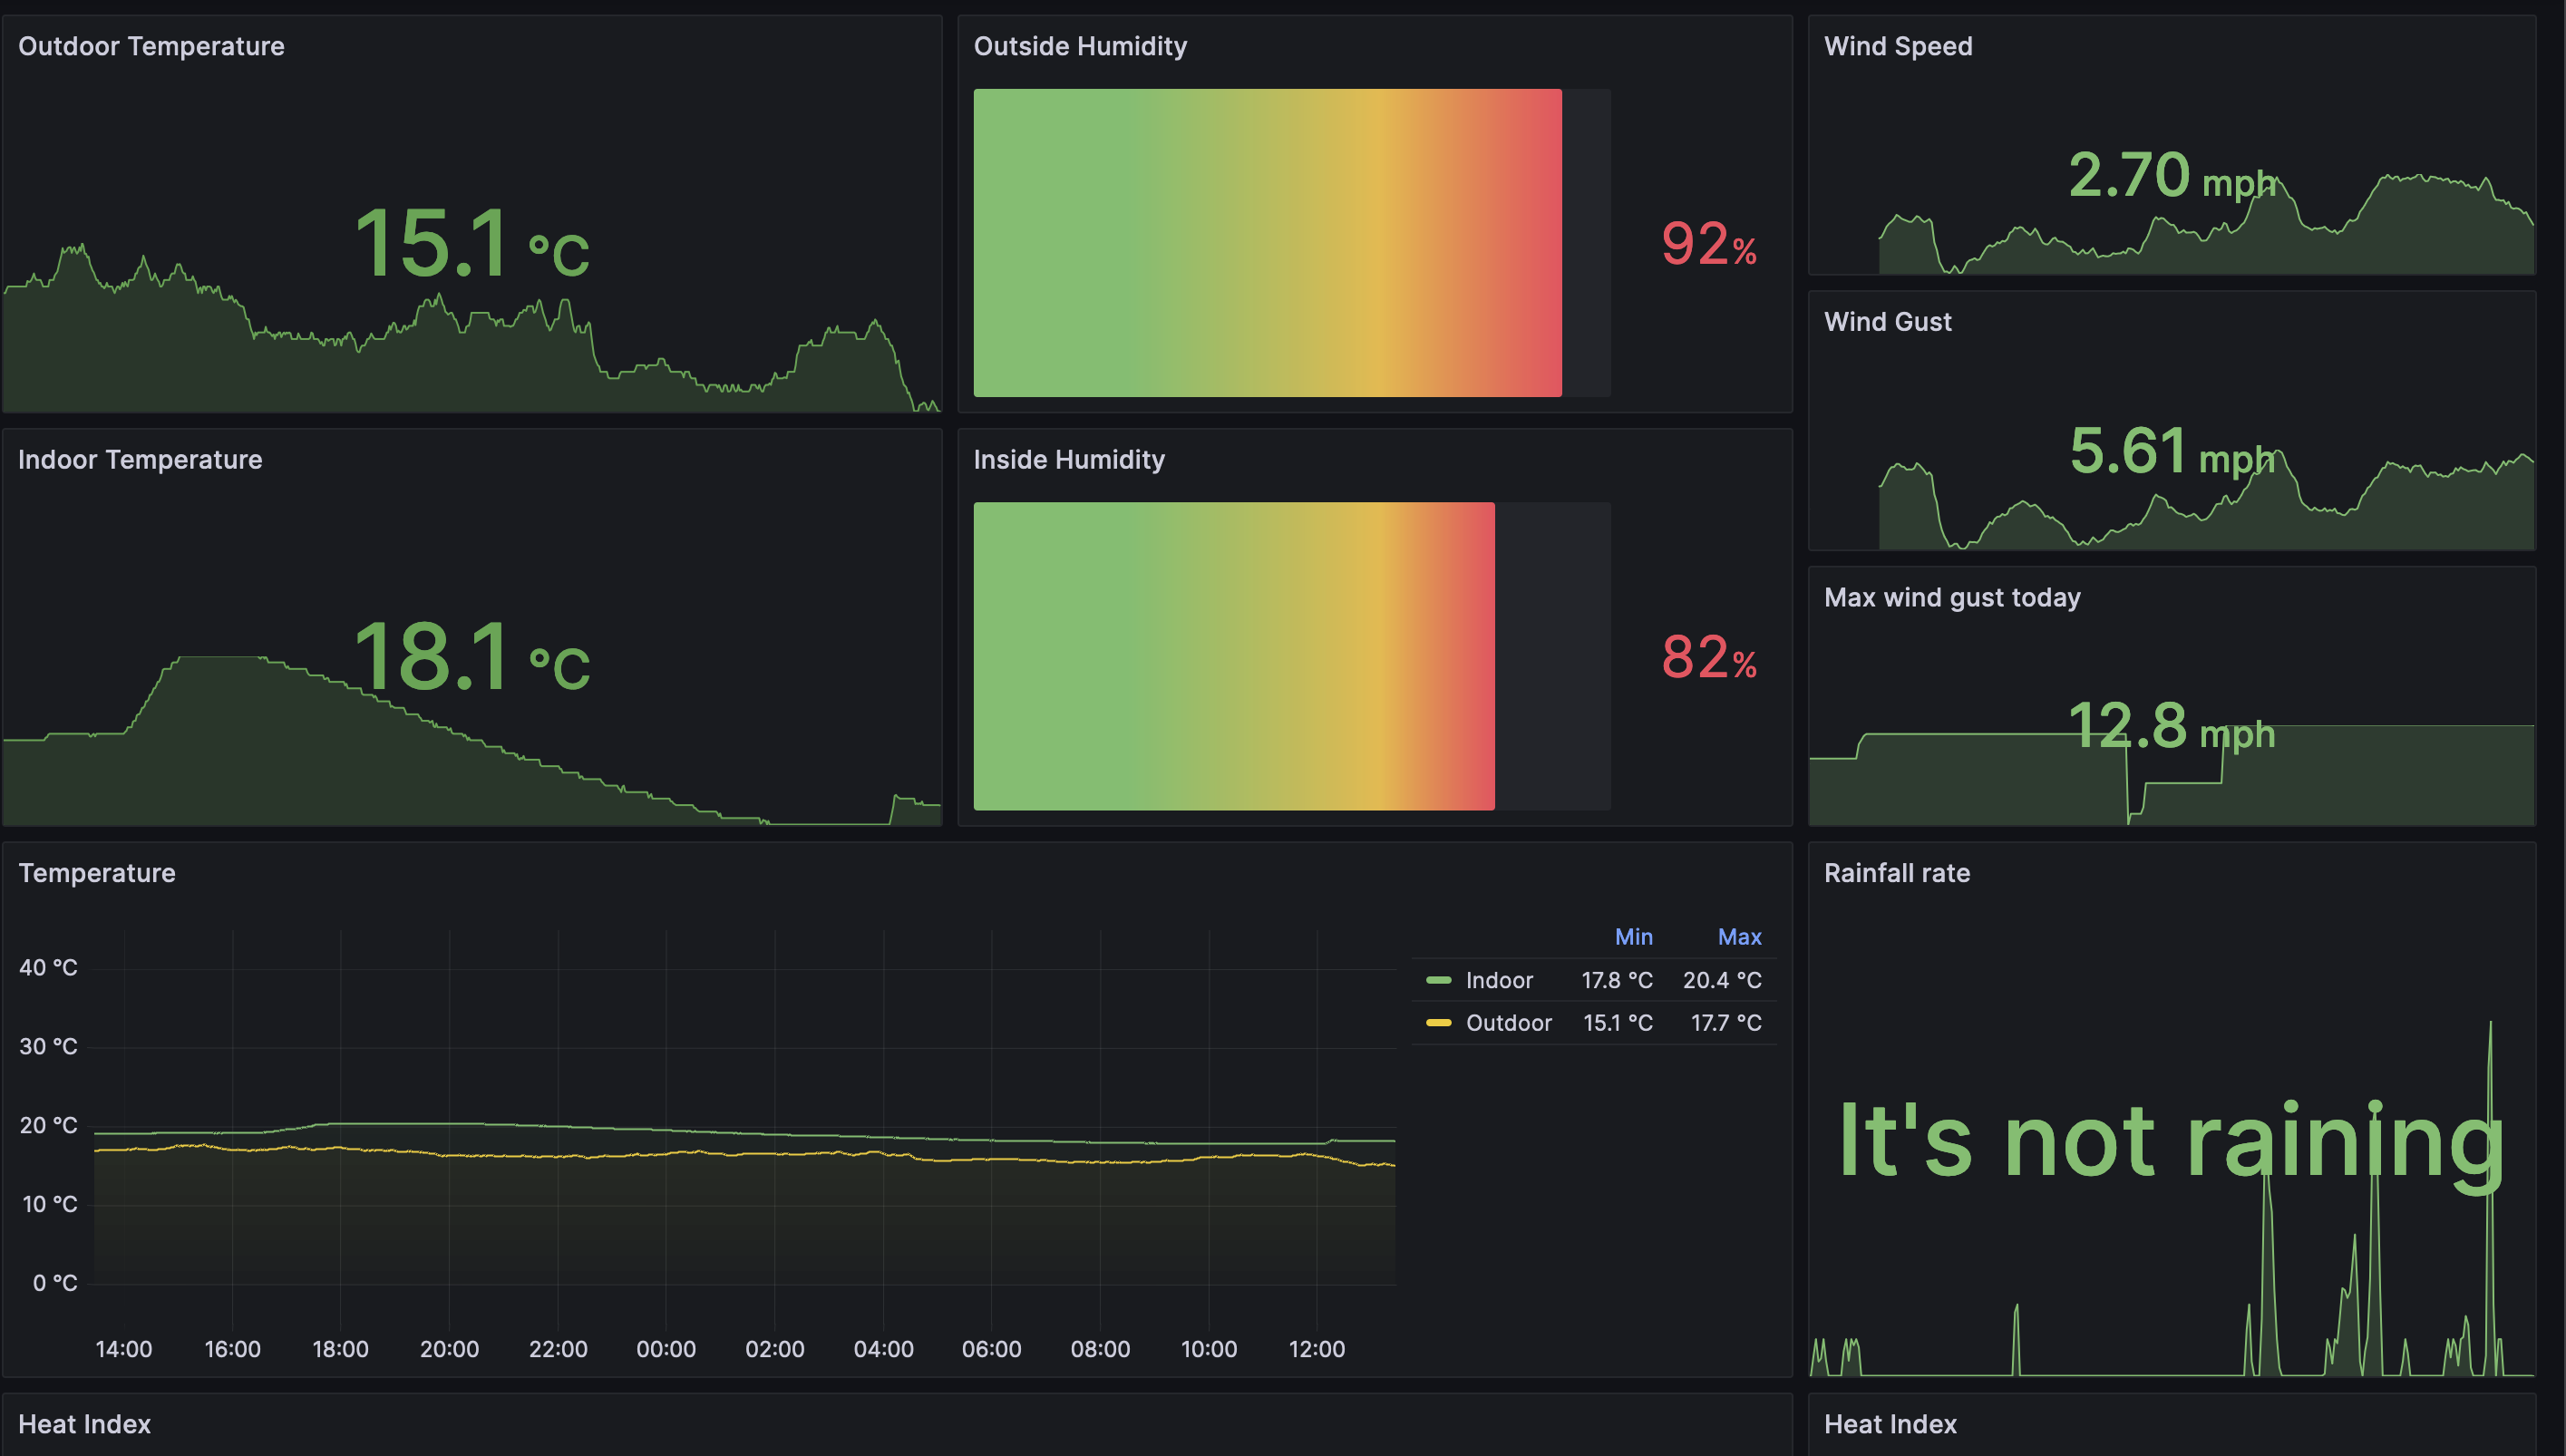 Outdoor Temperature
15.1 °C
Outside Humidity
92%
Wind Speed
2.70 mph
Wind Gust
5.61 mph
Indoor Temperature
18.1 °C
Inside Humidity
82%
Max wind gust today
12.8 mph
Temperature
40 °C
30 °C
20 °C
10 °C
0 °C
14:00 16:00 18:00 20:00 22:00 00:00 02:00 04:00 06:00 08:00 10:00 12:00
Min Max
Indoor 17.8 °C 20.4 °C
Outdoor 15.1 °C 17.7 °C
Rainfall rate
It's not raining
Heat Index
Heat Index